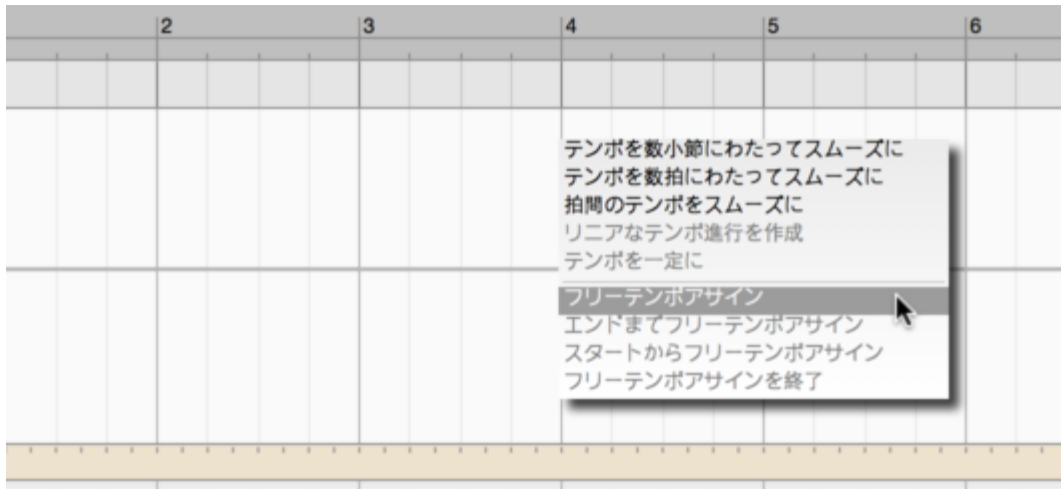 2 3 4 5 6
テンポを数小節にわたってスムーズに
テンポを数拍にわたってスムーズに
拍間のテンポをスムーズに
リニアなテンポ進行を作成
テンポを一定に
フリーテンポアサイン
エンドまでフリーテンポアサイン
スタートからフリーテンポアサイン
フリーテンポアサインを終了